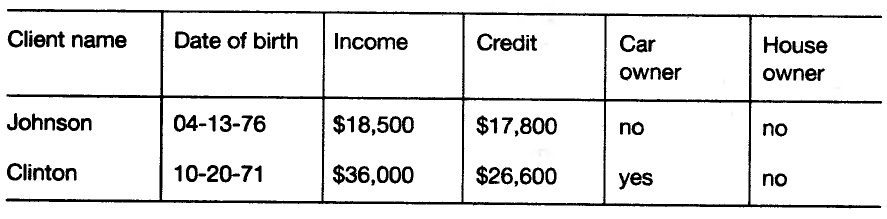 Client name Date of birth Income Credit Car owner House owner
Johnson 04-13-76 $18,500 $17,800 no no
Clinton 10-20-71 $36,000 $26,600 yes no